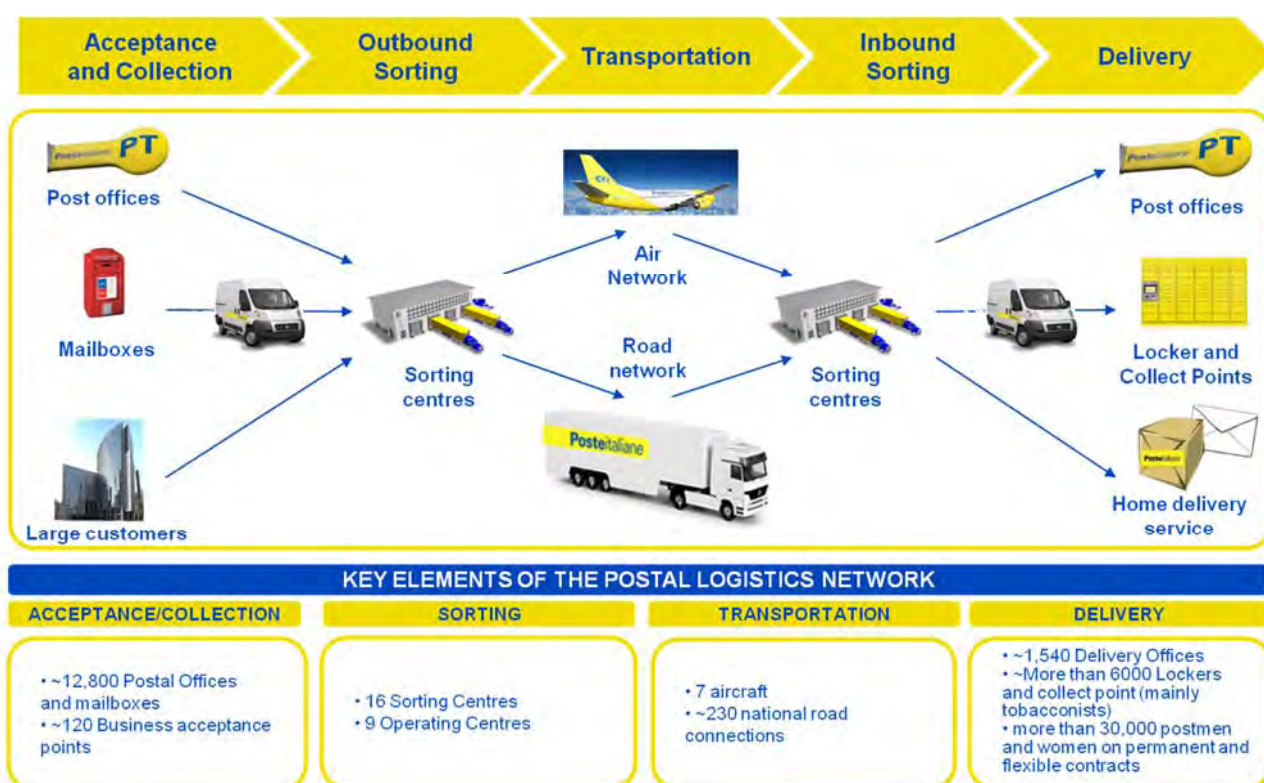 Acceptance
and Collection
Outbound
Sorting
Transportation
Inbound
Sorting
Delivery
PT
Post offices
Mailboxes
Large customers
Sorting
centres
Air
Network
Road
network
Posteitaliane
Sorting
centres
Posteitaliane PT
Post offices
Locker and
Collect Points
Posteitaliane
Home delivery
service
KEY ELEMENTS OF THE POSTAL LOGISTICS NETWORK
ACCEPTANCE/COLLECTION
• ~12,800 Postal Offices
and mailboxes
• ~120 Business acceptance
points
SORTING
• 16 Sorting Centres
• 9 Operating Centres
TRANSPORTATION
• 7 aircraft
• ~230 national road
connections
DELIVERY
• ~1,540 Delivery Offices
• ~More than 6000 Lockers
and collect point (mainly
tobacconists)
• more than 30,000 postmen
and women on permanent and
flexible contracts